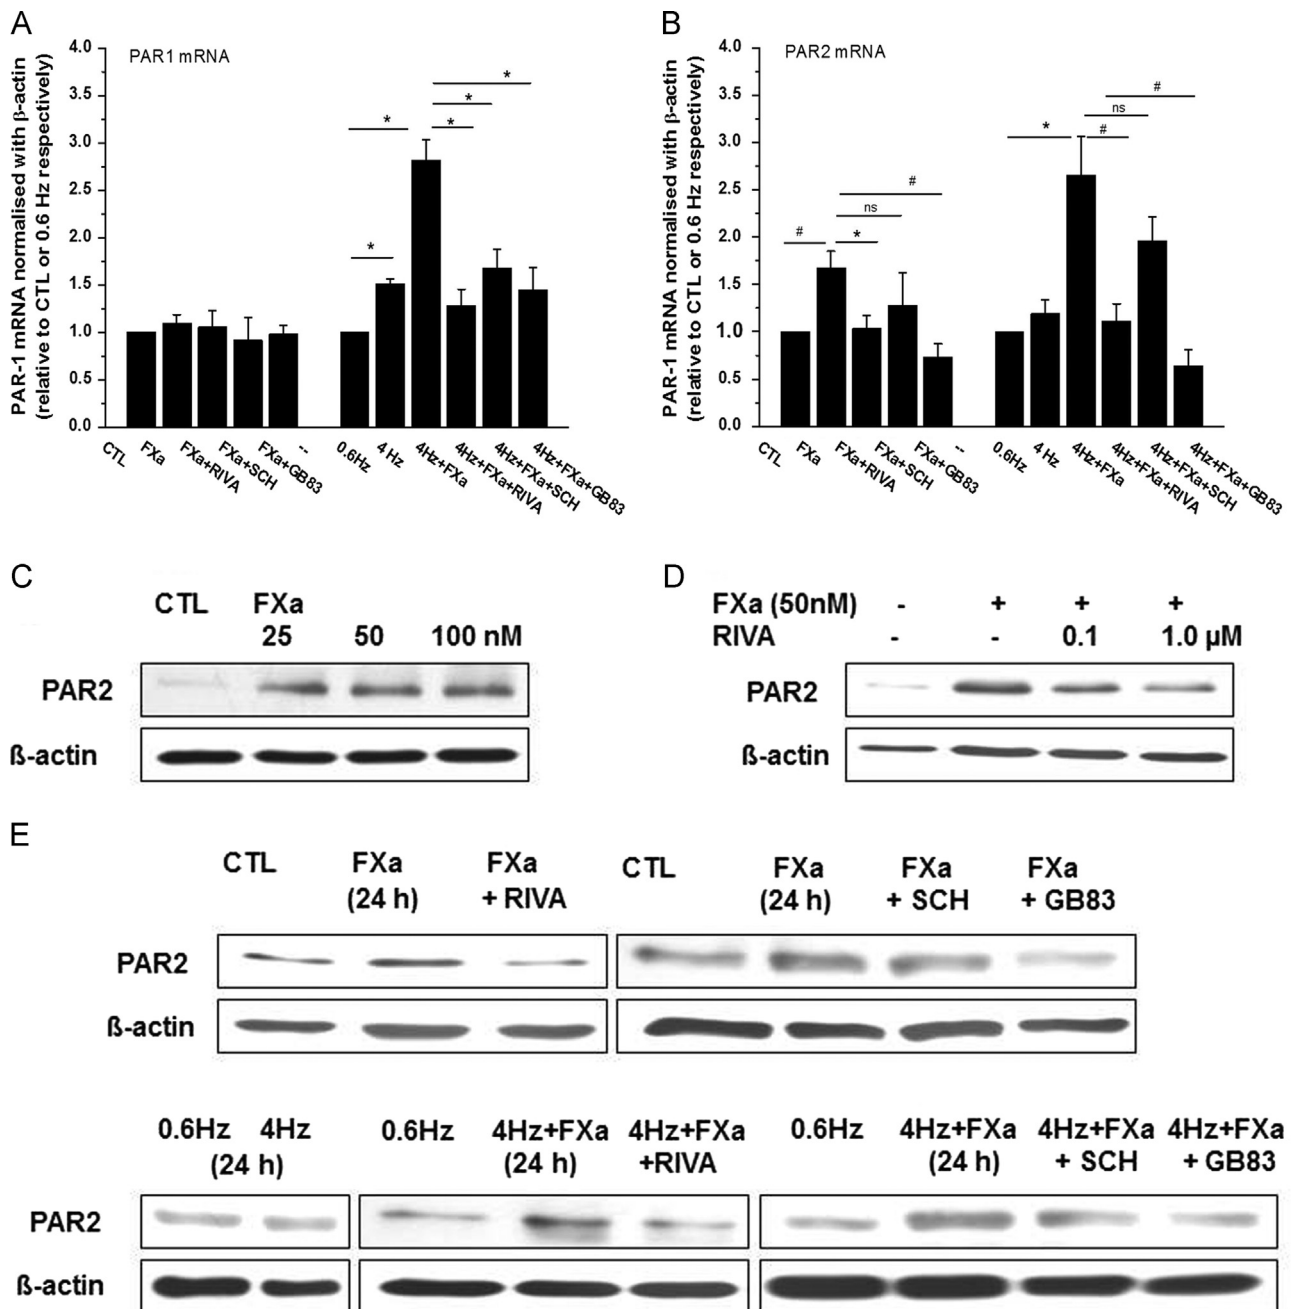 A
PAR-1 mRNA normalised with β-actin
(relative to CTL or 0.6 Hz respectively)
PAR1 mRNA
4.0
3.5
3.0
2.5
2.0
1.5
1.0
0.5
0.0
*
*
*
*
*
CTL
FXa
FXa+RIVA
FXa+SCH
FXa+GB83
--
0.6Hz
4 Hz
4Hz+FXa
4Hz+FXa+RIVA
4Hz+FXa+SCH
4Hz+FXa+GB83
B
PAR-1 mRNA normalised with β-actin
(relative to CTL or 0.6 Hz respectively)
PAR2 mRNA
4.0
3.5
3.0
2.5
2.0
1.5
1.0
0.5
0.0
#
ns
# *
#
ns
* #
CTL
FXa
FXa+RIVA
FXa+SCH
FXa+GB83
--
0.6Hz
4 Hz
4Hz+FXa
4Hz+FXa+RIVA
4Hz+FXa+SCH
4Hz+FXa+GB83
C
CTL FXa
25 50 100 nM
PAR2
ß-actin
D
FXa (50nM) - + + +
RIVA - - 0.1 1.0 µM
PAR2
ß-actin
E
CTL FXa FXa
(24 h) + RIVA
CTL FXa FXa FXa
(24 h) + SCH + GB83
PAR2
ß-actin
0.6Hz 4Hz
(24 h)
0.6Hz 4Hz+FXa 4Hz+FXa
(24 h) +RIVA
0.6Hz 4Hz+FXa 4Hz+FXa 4Hz+FXa
(24 h) + SCH + GB83
PAR2
ß-actin